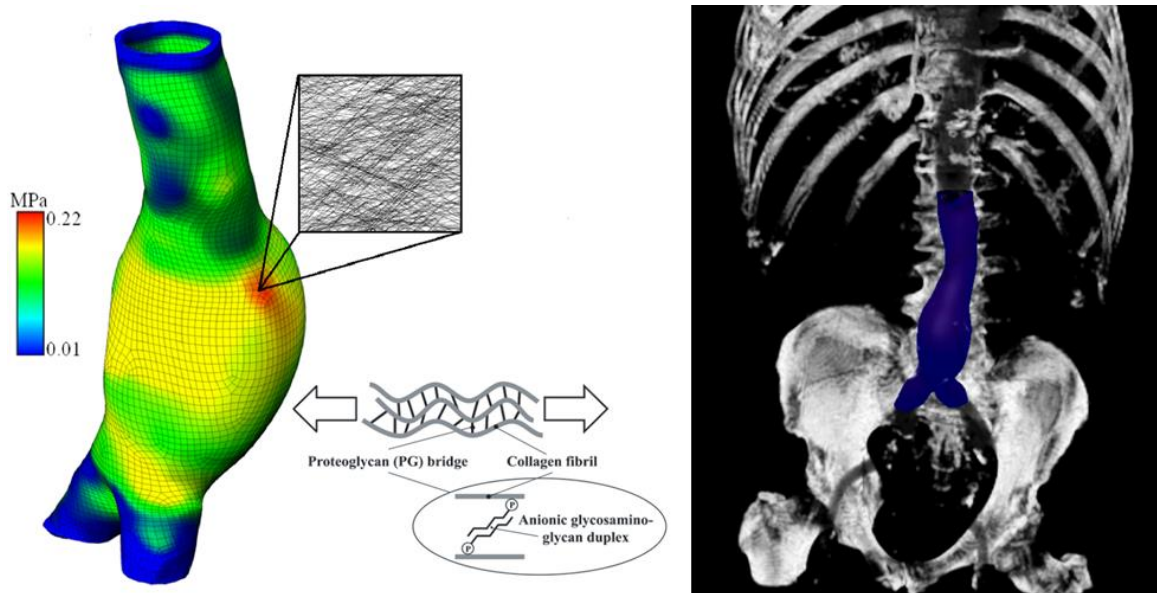 MPa
0.22
0.01
Proteoglycan (PG) bridge
Collagen fibril
P
Anionic glycosamino-
glycan duplex
P